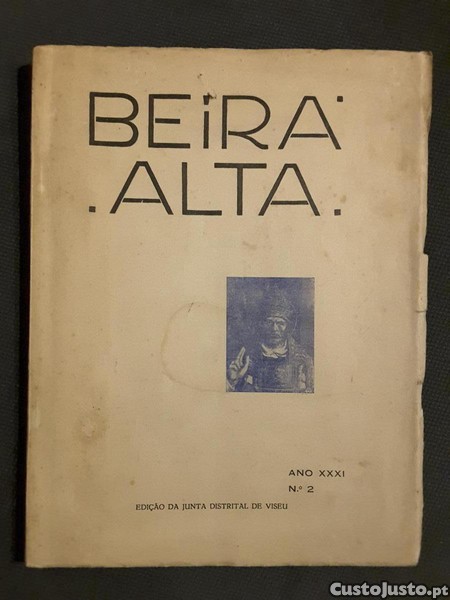 BEiRA
.ALTA.
ANO XXXI
N.º 2
EDIÇÃO DA JUNTA DISTRITAL DE VISEU
CustoJusto.pt